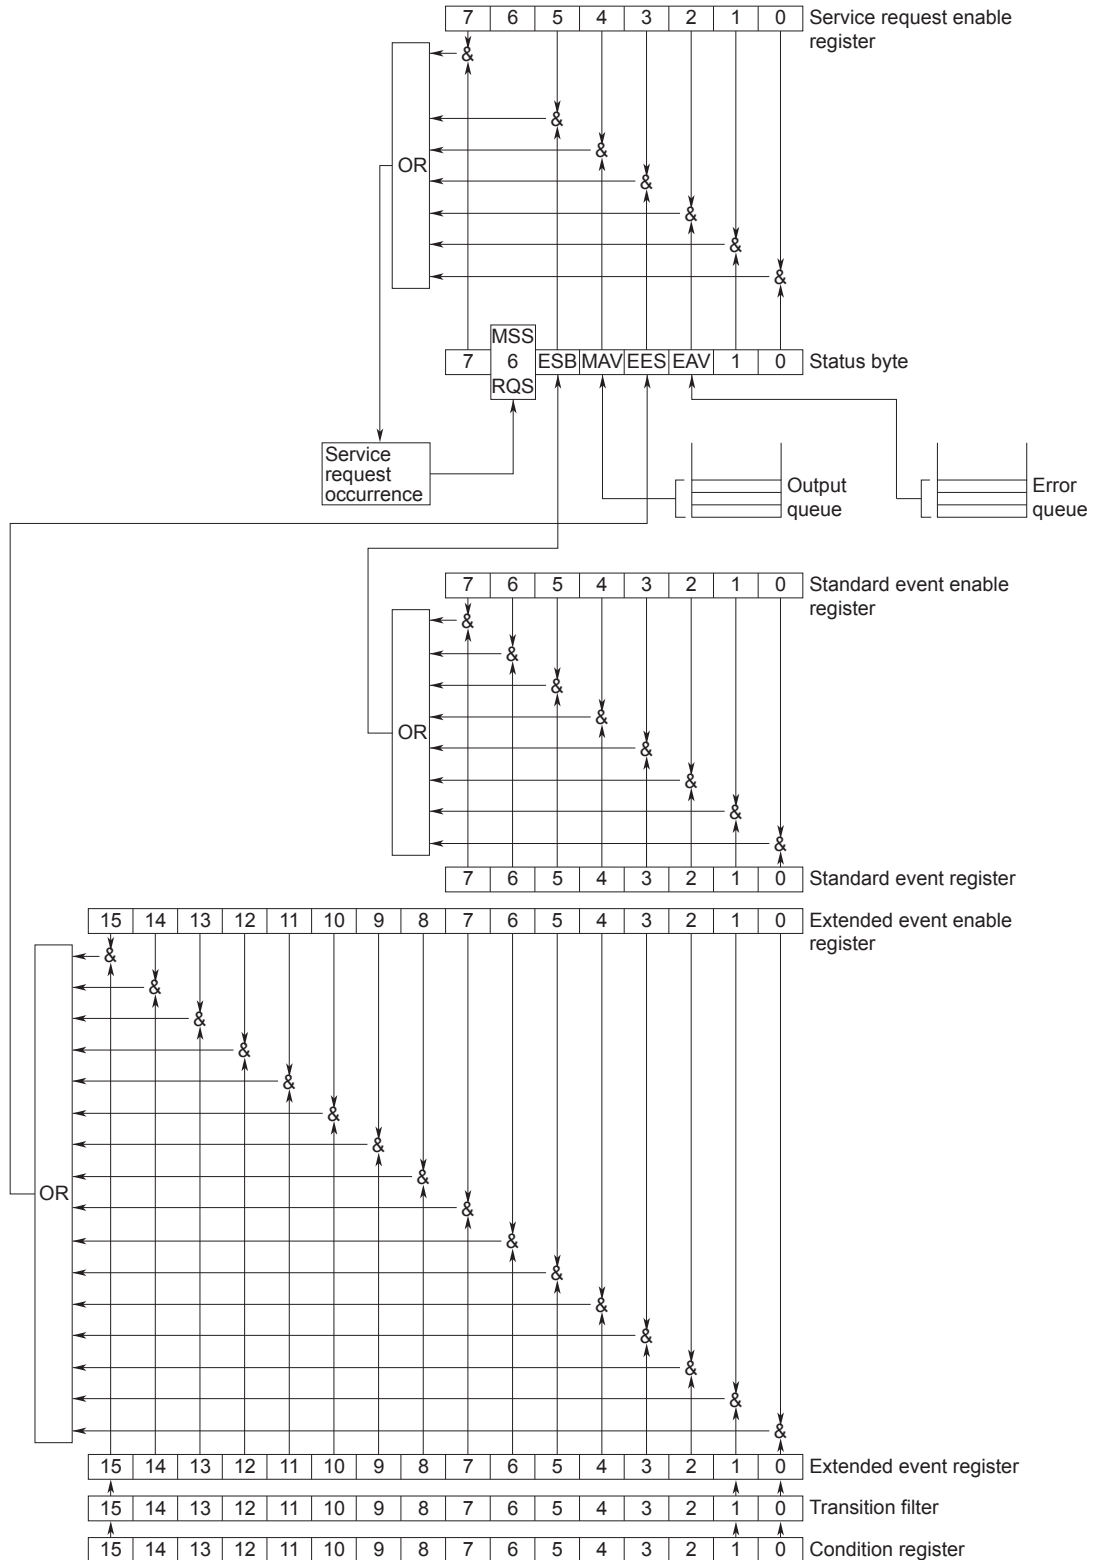 7 6 5 4 3 2 1 0 Service request enable
register
&
&
&
OR
&
&
&
&
MSS
7 6 ESB MAV EES EAV 1 0 Status byte
RQS
Service
request
occurrence
Output
queue
Error
queue
7 6 5 4 3 2 1 0 Standard event enable
register
&
&
&
&
OR
&
&
&
&
7 6 5 4 3 2 1 0 Standard event register
15 14 13 12 11 10 9 8 7 6 5 4 3 2 1 0 Extended event enable
register
&
&
&
&
&
&
&
&
OR
&
&
&
&
&
&
&
&
15 14 13 12 11 10 9 8 7 6 5 4 3 2 1 0 Extended event register
15 14 13 12 11 10 9 8 7 6 5 4 3 2 1 0 Transition filter
15 14 13 12 11 10 9 8 7 6 5 4 3 2 1 0 Condition register